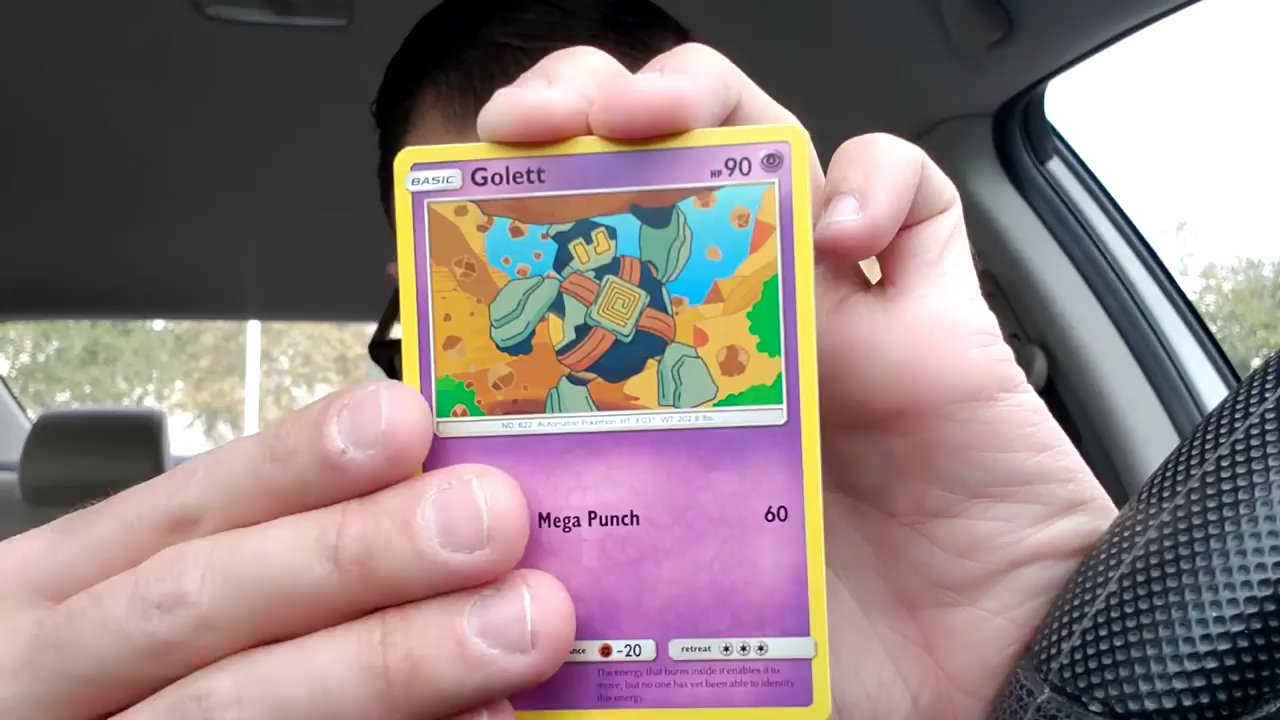 BASIC Golett HP 90
NO. 622 Automaton Pokémon HT: 3'03" WT: 202.8 lbs.
Mega Punch 60
nce -20 retreat
The energy that burns inside it enables it to
move, but no one has yet been able to identify
this energy.